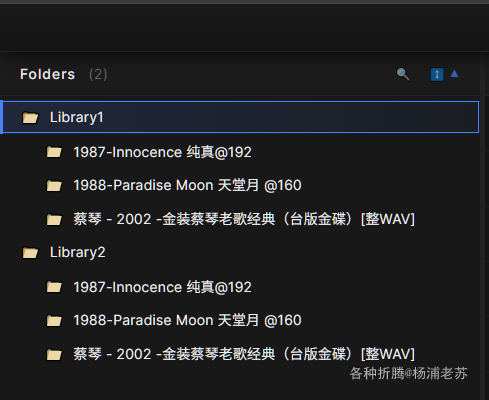 Folders (2)
Library1
1987-Innocence 纯真@192
1988-Paradise Moon 天堂月 @160
蔡琴 - 2002 -金装蔡琴老歌经典（台版金碟）[整WAV]
Library2
1987-Innocence 纯真@192
1988-Paradise Moon 天堂月 @160
蔡琴 - 2002 -金装蔡琴老歌经典（台版金碟）[整WAV]
各种折腾@杨浦老苏